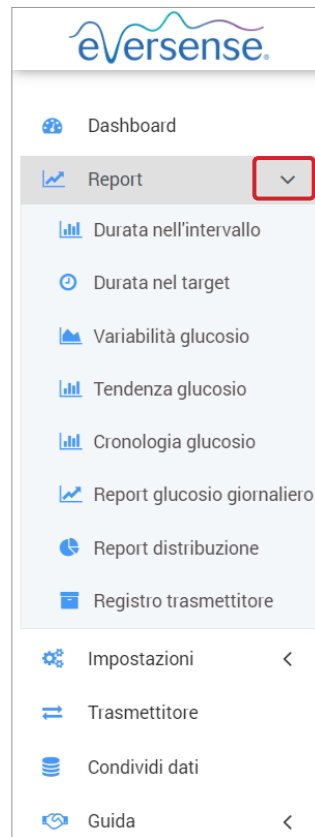 eversense.
Dashboard
Report
Durata nell'intervallo
Durata nel target
Variabilità glucosio
Tendenza glucosio
Cronologia glucosio
Report glucosio giornaliero
Report distribuzione
Registro trasmettitore
Impostazioni
Trasmettitore
Condividi dati
Guida